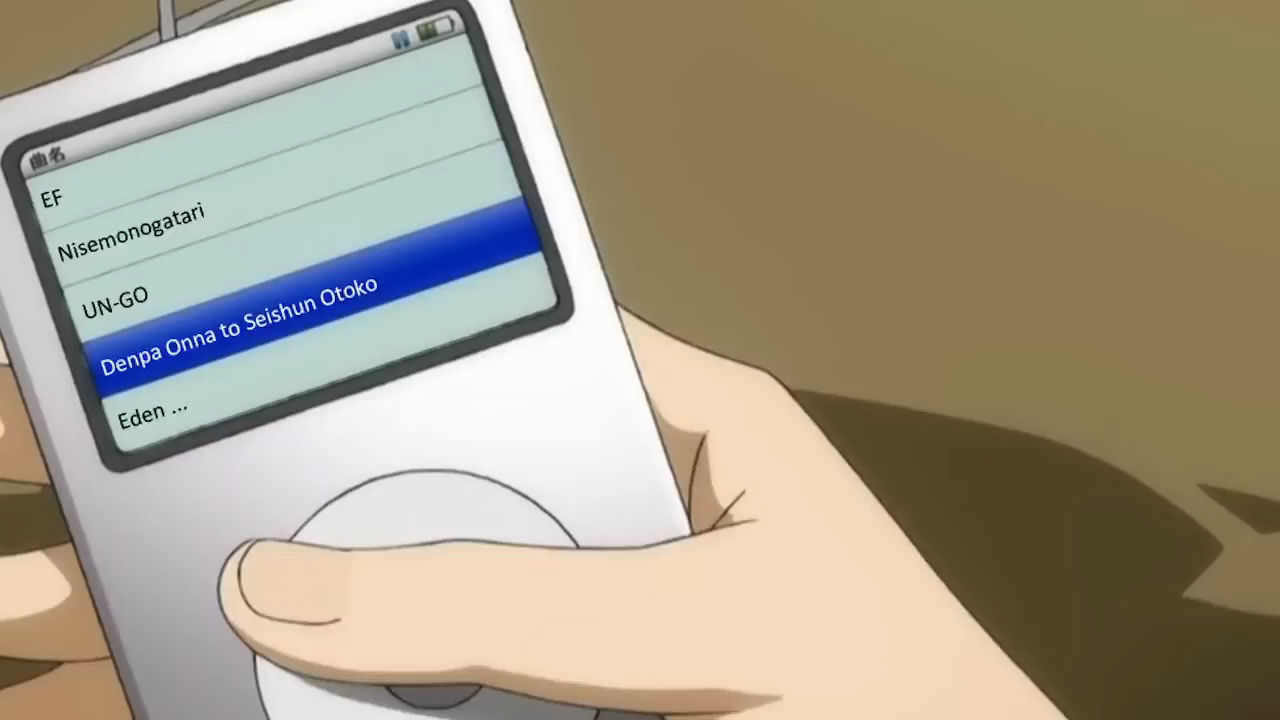 曲名
EF
Nisemonogatari
UN-GO
Denpa Onna to Seishun Otoko
Eden ...